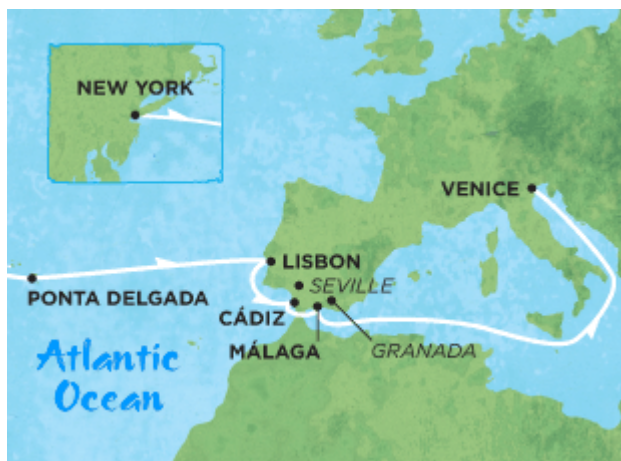 NEW YORK
VENICE
LISBON
SEVILLE
PONTA DELGADA
CÁDIZ
MÁLAGA
GRANADA
Atlantic
Ocean